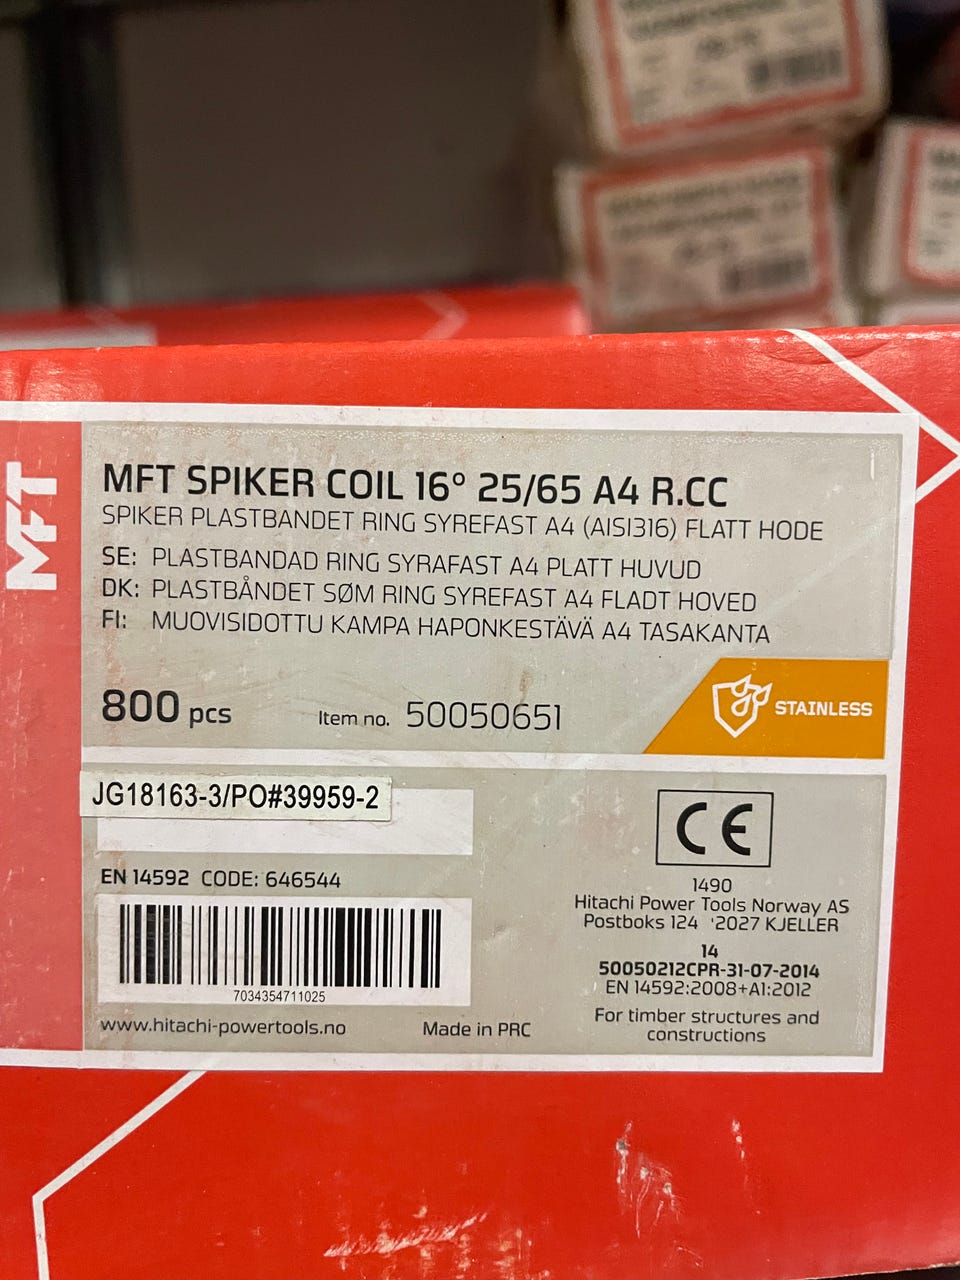 MFT
MFT SPIKER COIL 16° 25/65 A4 R.CC
SPIKER PLASTBANDET RING SYREFAST A4 (AISI316) FLATT HODE
SE: PLASTBANDAD RING SYRAFAST A4 PLATT HUVUD
DK: PLASTBÅNDET SØM RING SYREFAST A4 FLADT HOVED
FI: MUOVISIDOTTU KAMPA HAPONKESTÄVÄ A4 TASAKANTA
800 pcs Item no. 50050651
STAINLESS
JG18163-3/PO#39959-2
EN 14592 CODE: 646544
7034354711025
www.hitachi-powertools.no Made in PRC
CE
1490
Hitachi Power Tools Norway AS
Postboks 124 '2027 KJELLER
14
50050212CPR-31-07-2014
EN 14592:2008+A1:2012
For timber structures and
constructions